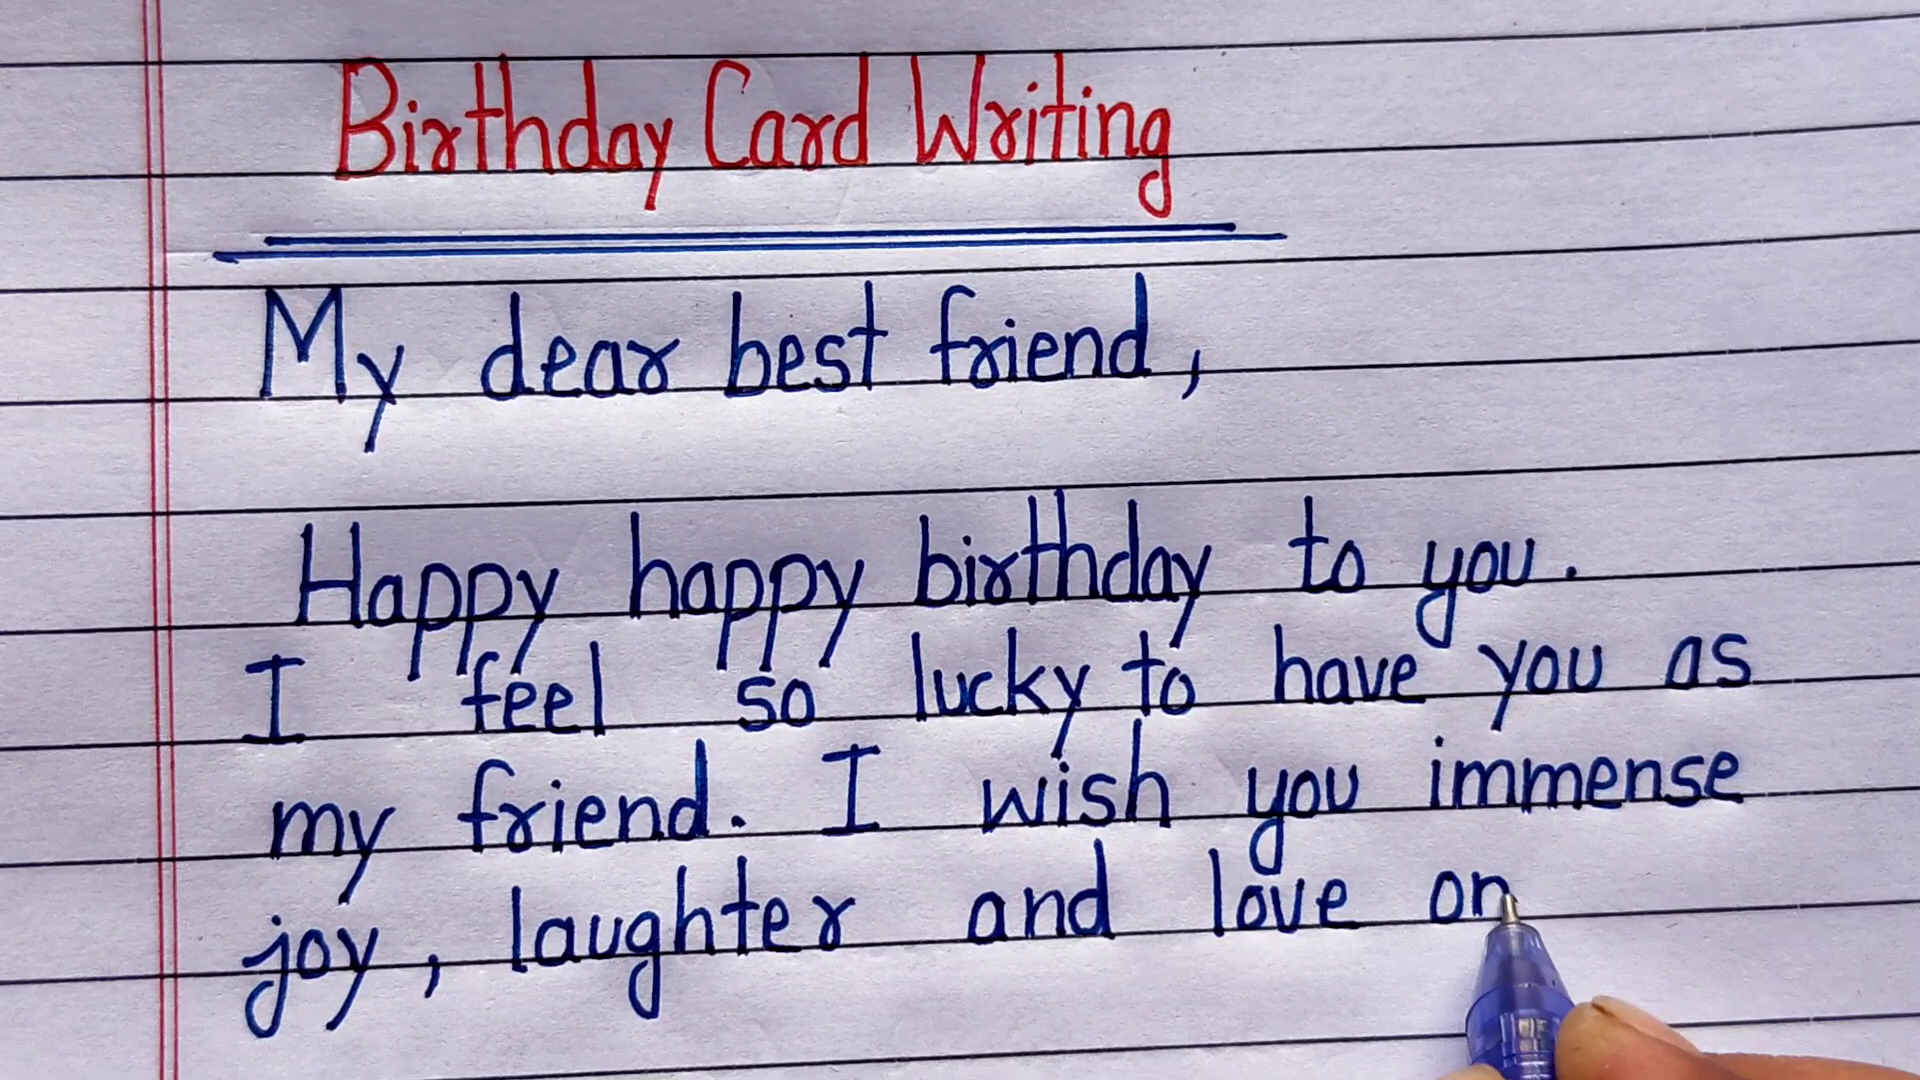 Birthday Card Writing
My dear best friend,
Happy happy birthday to you.
I feel so lucky to have you as
my friend. I wish you immense
joy, laughter and love on